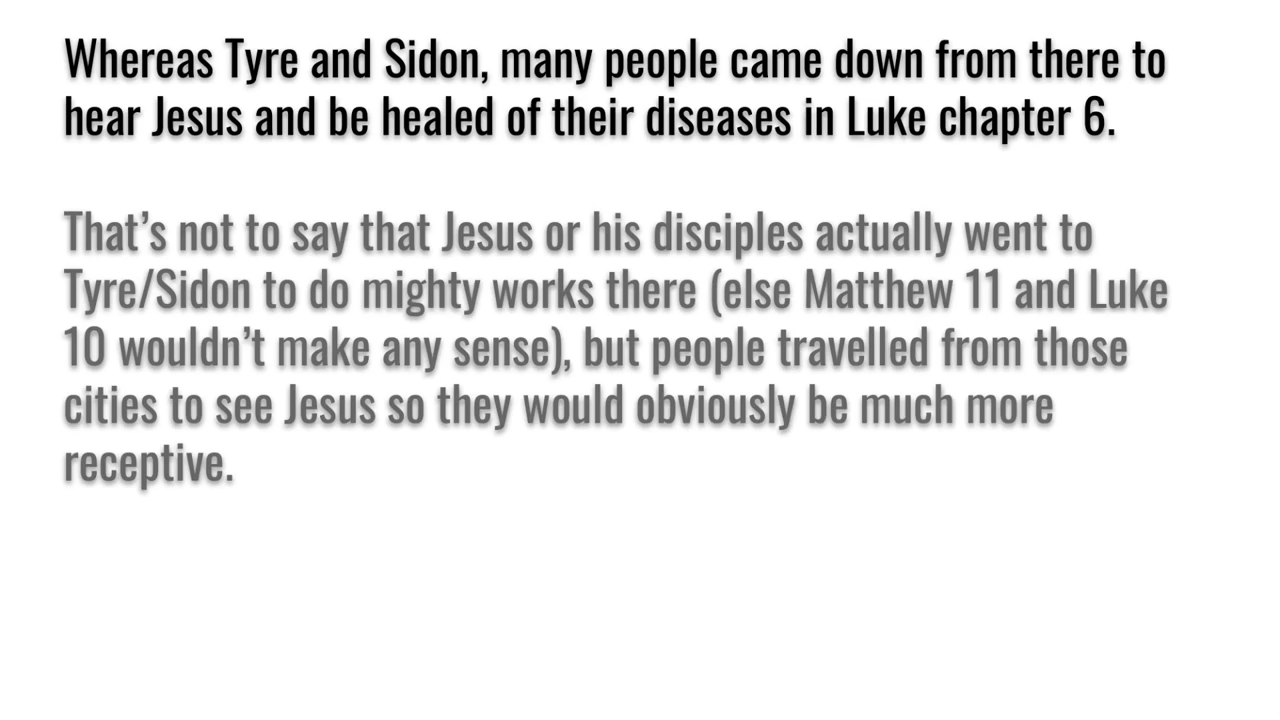 Whereas Tyre and Sidon, many people came down from there to
hear Jesus and be healed of their diseases in Luke chapter 6.
That’s not to say that Jesus or his disciples actually went to
Tyre/Sidon to do mighty works there (else Matthew 11 and Luke
10 wouldn’t make any sense), but people travelled from those
cities to see Jesus so they would obviously be much more
receptive.